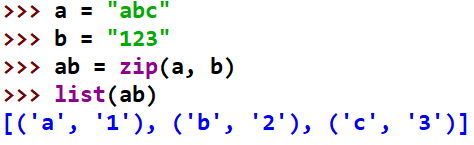 >>> a = "abc"
>>> b = "123"
>>> ab = zip(a, b)
>>> list(ab)
[('a', '1'), ('b', '2'), ('c', '3')]